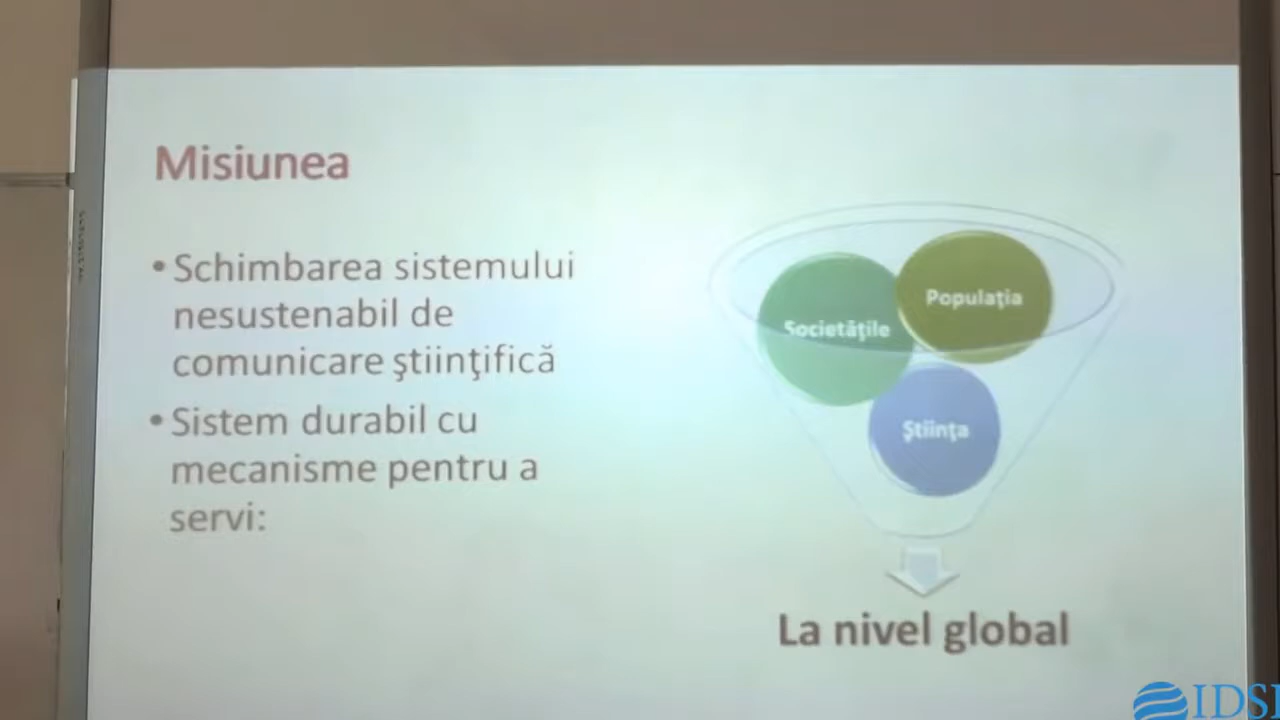 Misiunea
• Schimbarea sistemului
nesustenabil de
comunicare ştiinţifică
• Sistem durabil cu
mecanisme pentru a
servi:
Populaţia
Societăţile
Ştiinţa
La nivel global
IDSI